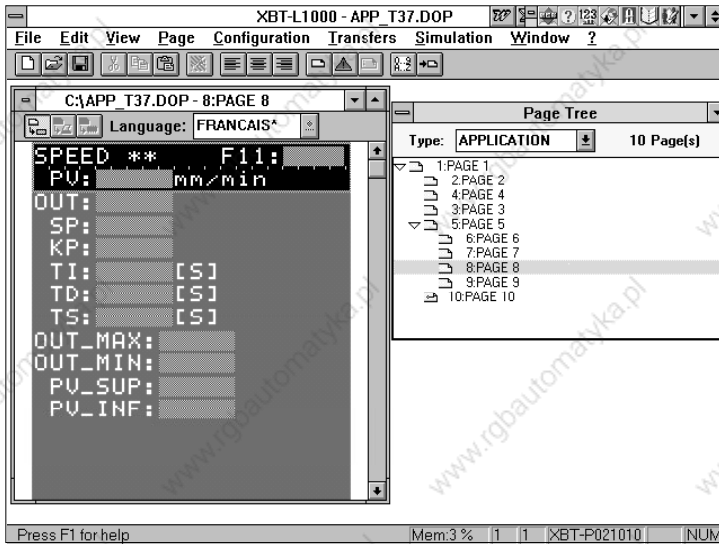 XBT-L1000 - APP_T37.DOP
File Edit View Page Configuration Transfers Simulation Window ?
C:\APP_T37.DOP - 8:PAGE 8
Language: FRANCAIS*
SPEED ** F11:
PV: mm/min
OUT:
SP:
KP:
TI: [S]
TD: [S]
TS: [S]
OUT_MAX:
OUT_MIN:
PV_SUP:
PV_INF:
Page Tree
Type: APPLICATION 10 Page(s)
1:PAGE 1
2:PAGE 2
4:PAGE 4
3:PAGE 3
5:PAGE 5
6:PAGE 6
7:PAGE 7
8:PAGE 8
9:PAGE 9
10:PAGE 10
Press F1 for help Mem:3 % 1 1 XBT-P021010 NUM
www.rgbautomatyka.pl